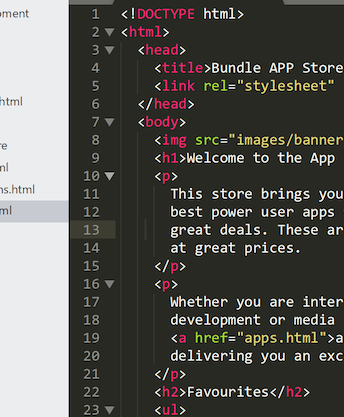 pment
html
re
ml
ns.html
ml
1 <!DOCTYPE html>
2 <html>
3 <head>
4 <title>Bundle APP Store
5 <link rel="stylesheet"
6 </head>
7 <body>
8 <img src="images/banner
9 <h1>Welcome to the App
10 <p>
11 This store brings you
12 best power user apps
13 great deals. These ar
14 at great prices.
15 </p>
16 <p>
17 Whether you are inter
18 development or media
19 <a href="apps.html">a
20 delivering you an exc
21 </p>
22 <h2>Favourites</h2>
23 <ul>